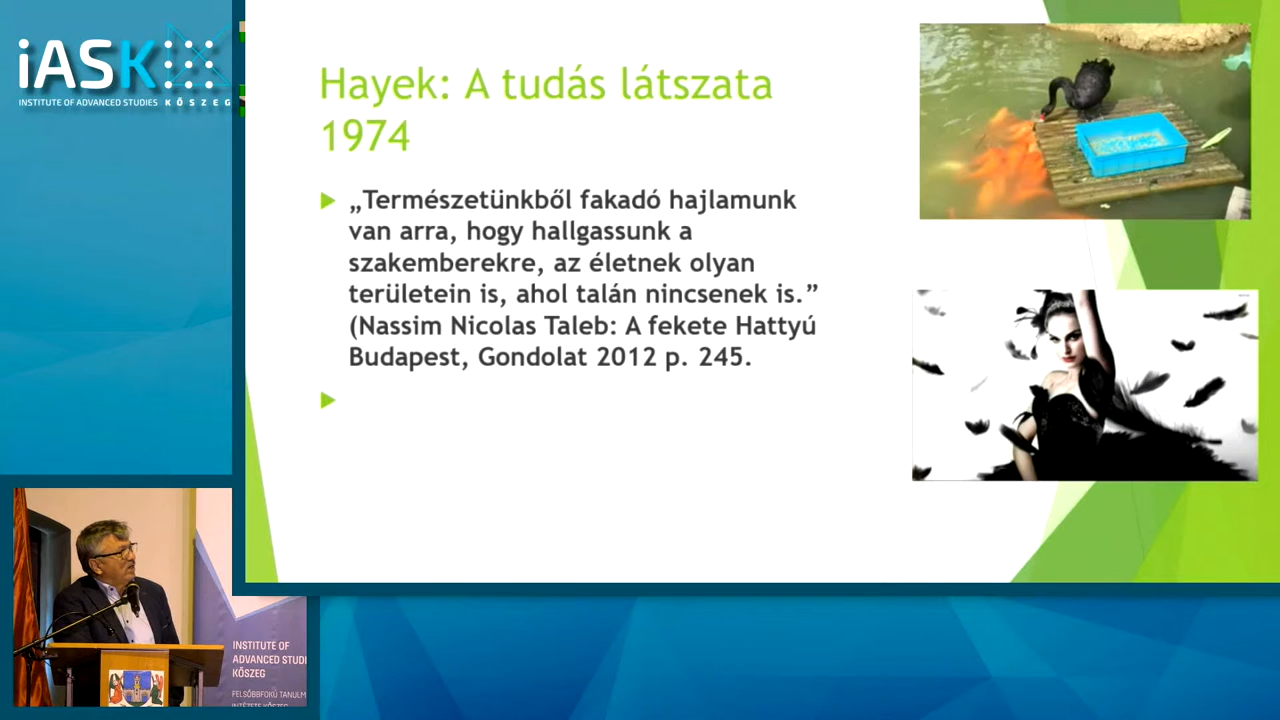 iASK
INSTITUTE OF ADVANCED STUDIES KŐSZEG
Hayek: A tudás látszata
1974
„Természetünkből fakadó hajlamunk
van arra, hogy hallgassunk a
szakemberekre, az életnek olyan
területein is, ahol talán nincsenek is.”
(Nassim Nicolas Taleb: A fekete Hattyú
Budapest, Gondolat 2012 p. 245.
INSTITUTE OF
ADVANCED STUDI
KŐSZEG
FELSŐBBFOKÚ TANULM
INTÉZETE KŐSZEG